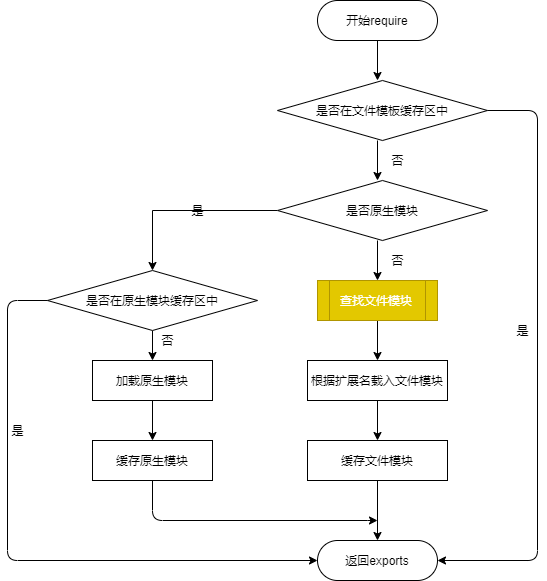 开始require
是否在文件模板缓存区中
否
是否原生模块
是
否
查找文件模块
是否在原生模块缓存区中
是
否
加载原生模块
根据扩展名载入文件模块
是
缓存原生模块
缓存文件模块
返回exports